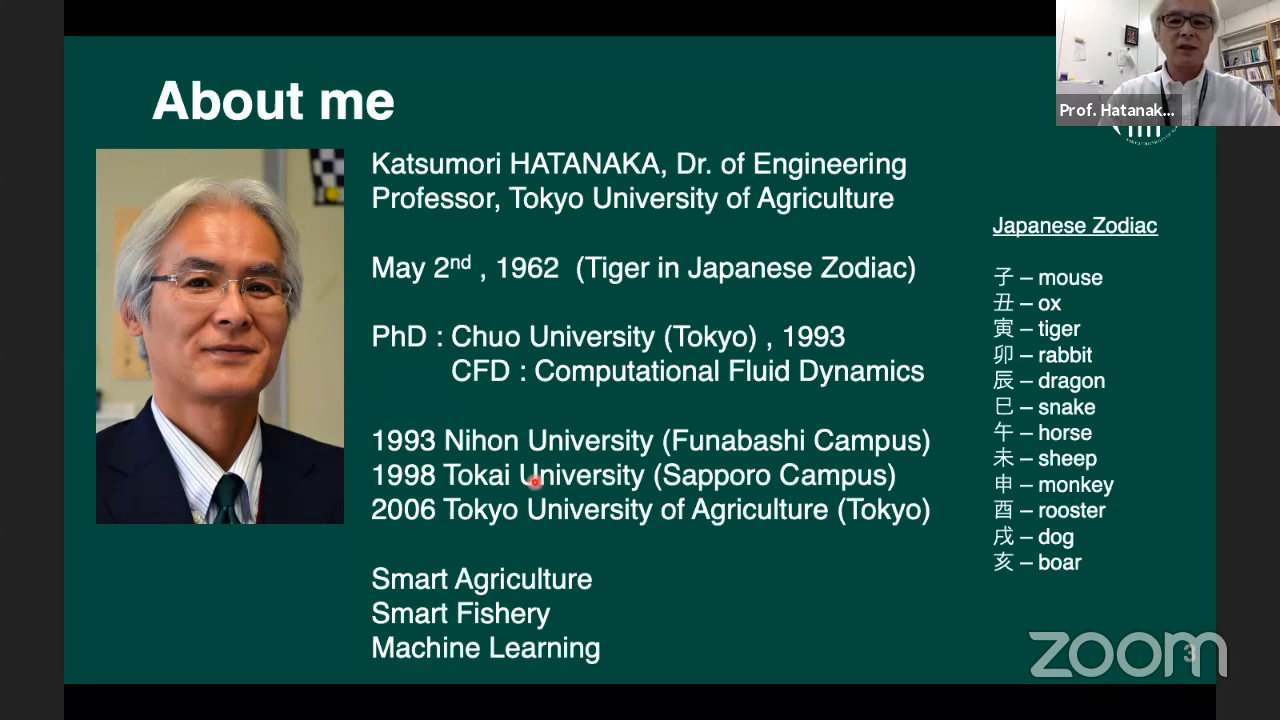 About me
Prof. Hatanak...
Katsumori HATANAKA, Dr. of Engineering
Professor, Tokyo University of Agriculture
May 2nd , 1962 (Tiger in Japanese Zodiac)
PhD : Chuo University (Tokyo) , 1993
CFD : Computational Fluid Dynamics
1993 Nihon University (Funabashi Campus)
1998 Tokai University (Sapporo Campus)
2006 Tokyo University of Agriculture (Tokyo)
Smart Agriculture
Smart Fishery
Machine Learning
Japanese Zodiac
子 – mouse
丑 – ox
寅 – tiger
卯 – rabbit
辰 – dragon
巳 – snake
午 – horse
未 – sheep
申 – monkey
酉 – rooster
戌 – dog
亥 – boar
zoom
3